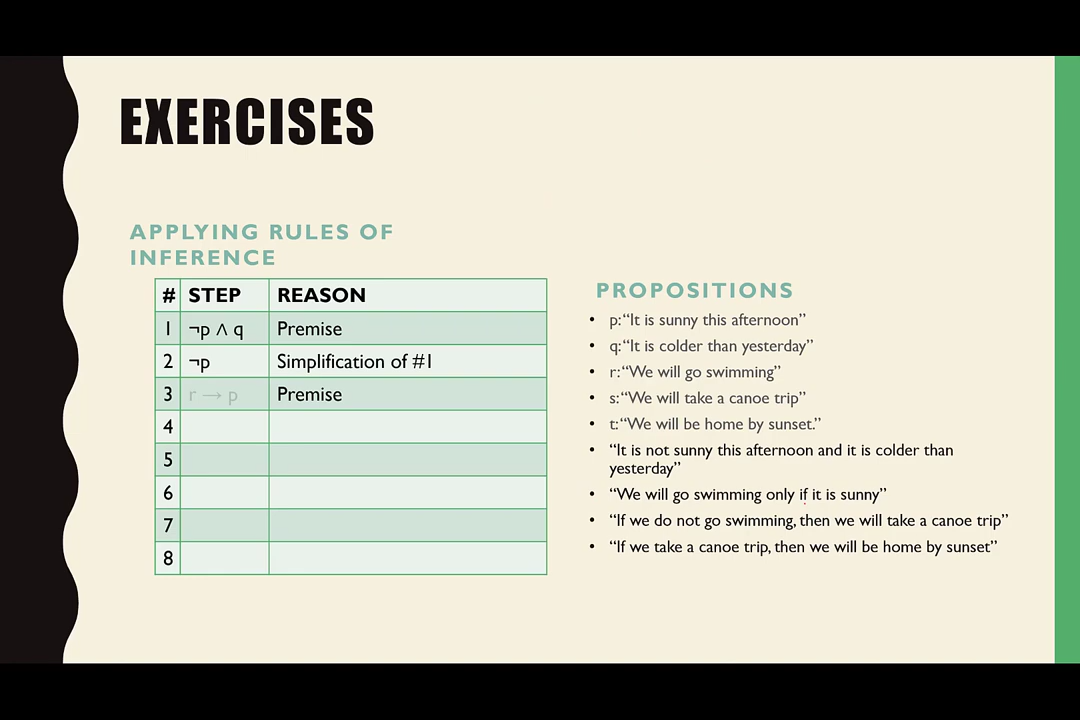 EXERCISES
APPLYING RULES OF
INFERENCE
# STEP REASON
1 ¬p ∧ q Premise
2 ¬p Simplification of #1
3 r → p Premise
4
5
6
7
8
PROPOSITIONS
• p:“It is sunny this afternoon”
• q:“It is colder than yesterday”
• r:“We will go swimming”
• s:“We will take a canoe trip”
• t:“We will be home by sunset.”
• “It is not sunny this afternoon and it is colder than
yesterday”
• “We will go swimming only if it is sunny”
• “If we do not go swimming, then we will take a canoe trip”
• “If we take a canoe trip, then we will be home by sunset”